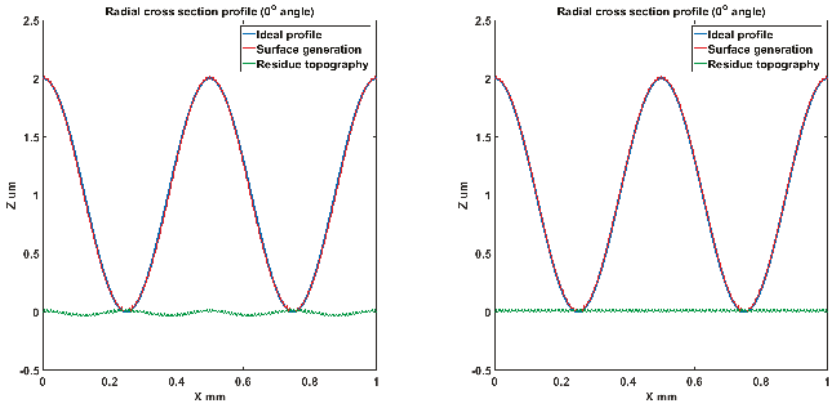 Radial cross section profile (0° angle)
2.5
2
1.5
1
0.5
0
-0.5
Z um
0
0.2
0.4
0.6
0.8
1
X mm
Ideal profile
Surface generation
Residue topography
Radial cross section profile (0° angle)
2.5
2
1.5
1
0.5
0
-0.5
Z um
0
0.2
0.4
0.6
0.8
1
X mm
Ideal profile
Surface generation
Residue topography